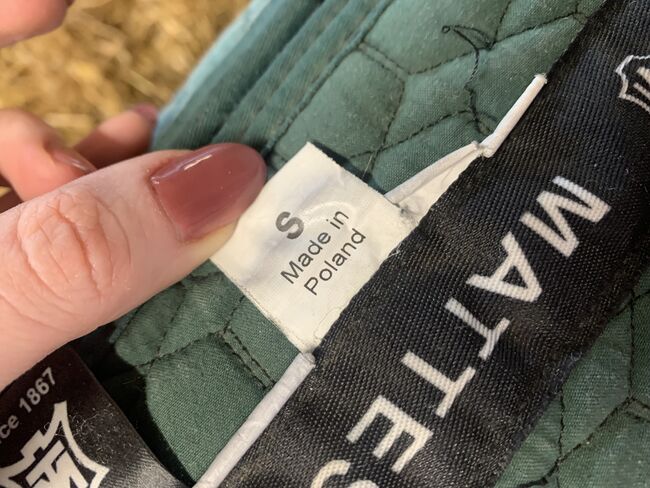 S
Made in
Poland
MATTES
ce 1867